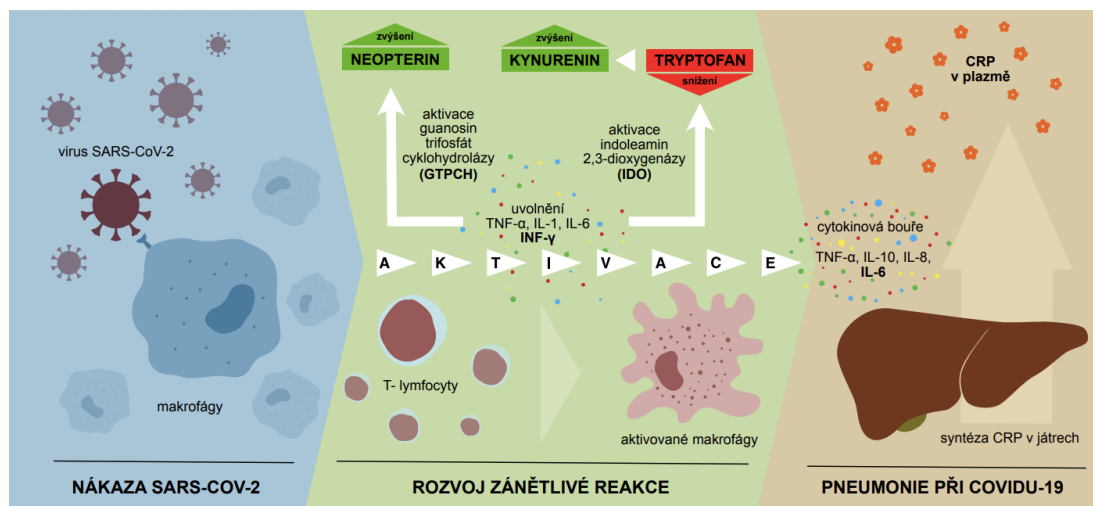 virus SARS-CoV-2
makrofágy
NÁKAZA SARS-COV-2
zvýšení
NEOPTERIN
zvýšení
KYNURENIN
TRYPTOFAN
snížení
aktivace
guanosin
trifosfát
cyklohydrolázy
(GTPCH)
aktivace
indoleamin
2,3-dioxygenázy
(IDO)
uvolnění
TNF-α, IL-1, IL-6
INF-γ
A K T I V A C E
T- lymfocyty
aktivované makrofágy
ROZVOJ ZÁNĚTLIVÉ REAKCE
CRP
v plazmě
cytokinová bouře
TNF-α, IL-10, IL-8,
IL-6
syntéza CRP v játrech
PNEUMONIE PŘI COVIDU-19